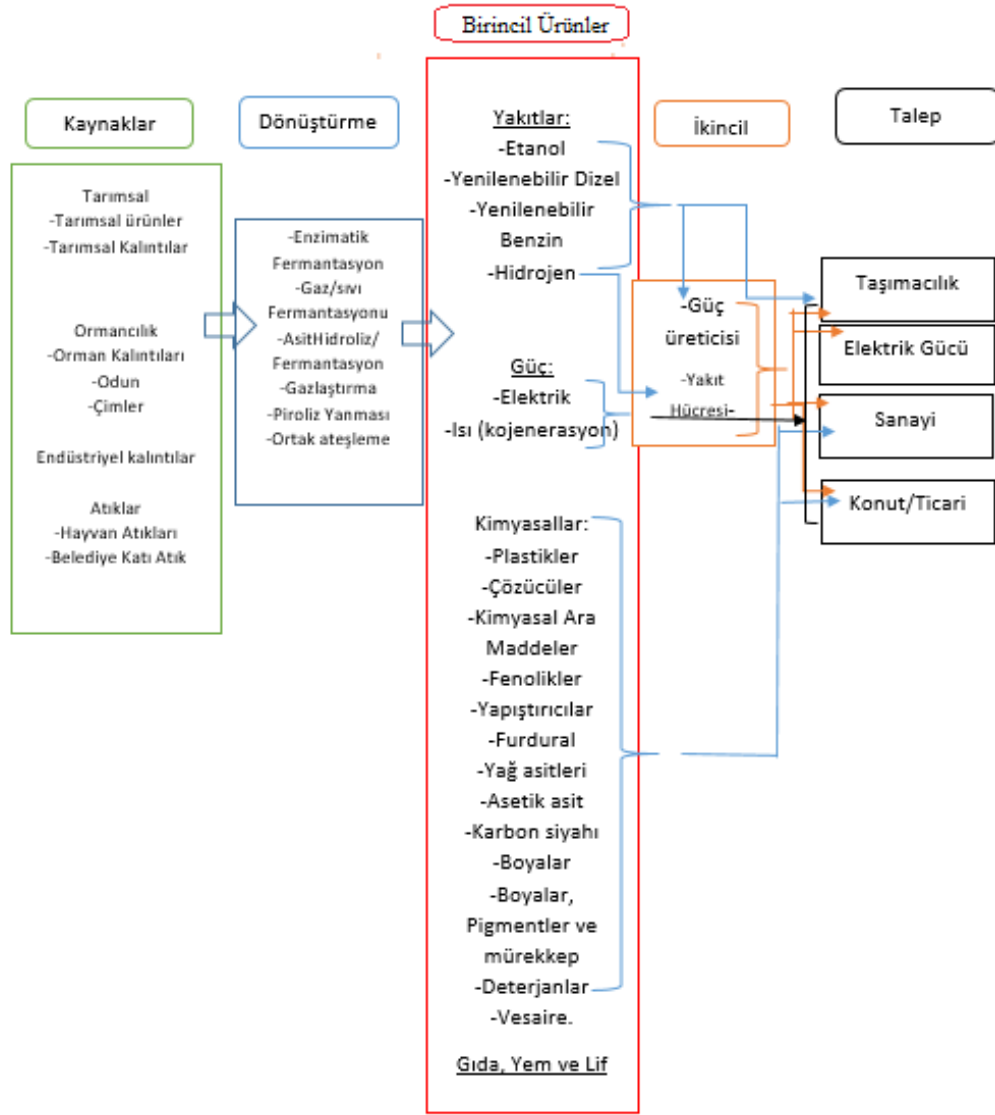 Birincil Ürünler
Kaynaklar
Dönüştürme
İkincil
Talep
Tarımsal
-Tarımsal ürünler
-Tarımsal Kalıntılar
Ormancılık
-Orman Kalıntıları
-Odun
-Çimler
Endüstriyel kalıntılar
Atıklar
-Hayvan Atıkları
-Belediye Katı Atık
-Enzimatik
Fermantasyon
-Gaz/sıvı
Fermantasyonu
-AsitHidroliz/
Fermantasyon
-Gazlaştırma
-Piroliz Yanması
-Ortak ateşleme
Yakıtlar:
-Etanol
-Yenilenebilir Dizel
-Yenilenebilir
Benzin
-Hidrojen
Güç:
-Elektrik
-Isı (kojenerasyon)
Kimyasallar:
-Plastikler
-Çözücüler
-Kimyasal Ara
Maddeler
-Fenolikler
-Yapıştırıcılar
-Furdural
-Yağ asitleri
-Asetik asit
-Karbon siyahı
-Boyalar
-Boyalar,
Pigmentler ve
mürekkep
-Deterjanlar
-Vesaire.
Gıda, Yem ve Lif
-Güç
üreticisi
-Yakıt
Hücresi-
Taşımacılık
Elektrik Gücü
Sanayi
Konut/Ticari